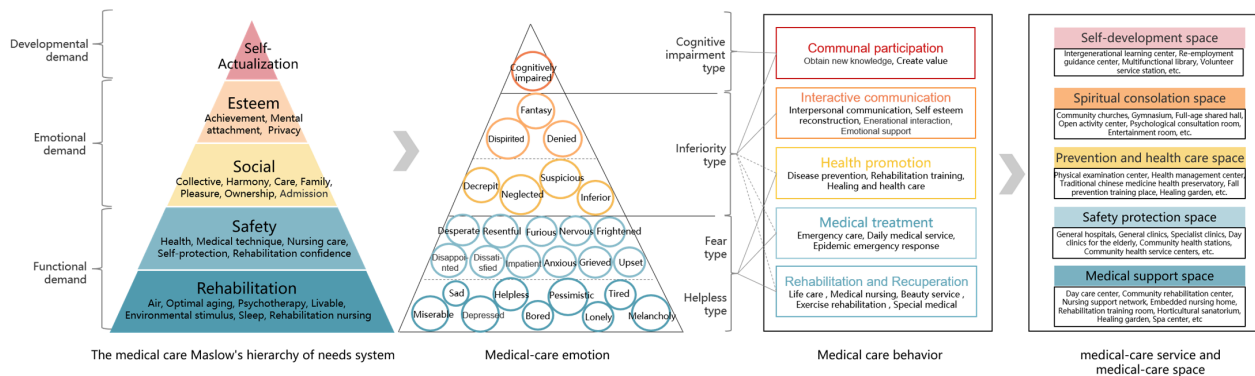 Developmental
demand
Emotional
demand
Functional
demand
Self-
Actualization
Esteem
Achievement, Mental
attachment, Privacy
Social
Collective, Harmony, Care, Family,
Pleasure, Ownership, Admission
Safety
Health, Medical technique, Nursing care,
Self-protection, Rehabilitation confidence
Rehabilitation
Air, Optimal aging, Psychotherapy, Livable,
Environmental stimulus, Sleep, Rehabilitation nursing
The medical care Maslow's hierarchy of needs system
Cognitively
impaired
Fantasy
Dispirited
Denied
Decrepit
Neglected
Suspicious
Inferior
Desperate
Resentful
Furious
Nervous
Frightened
Disappoi
nted
Dissati
sfied
Impatient
Anxious
Grieved
Upset
Sad
Helpless
Pessimistic
Tired
Miserable
Depressed
Bored
Lonely
Melancholy
Medical-care emotion
Cognitive
impairment
type
Inferiority
type
Fear
type
Helpless
type
Communal participation
Obtain new knowledge, Create value
Interactive communication
Interpersonal communication, Self esteem
reconstruction, Enerational interaction,
Emotional support
Health promotion
Disease prevention, Rehabilitation training,
Healing and health care
Medical treatment
Emergency care, Daily medical service,
Epidemic emergency response
Rehabilitation and Recuperation
Life care , Medical nursing, Beauty service ,
Exercise rehabilitation , Special medical
Medical care behavior
Self-development space
Intergenerational learning center, Re-employment
guidance center, Multifunctional library, Volunteer
service station, etc.
Spiritual consolation space
Community churches, Gymnasium, Full-age shared hall,
Open activity center, Psychological consultation room,
Entertainment room, etc.
Prevention and health care space
Physical examination center, Health management center,
Traditional chinese medicine health preservatory, Fall
prevention training place, Healing garden, etc.
Safety protection space
General hospitals, General clinics, Specialist clinics, Day
clinics for the elderly, Community health stations,
Community health service centers, etc.
Medical support space
Day care center, Community rehabilitation center,
Nursing support network, Embedded nursing home,
Rehabilitation training room, Horticultural sanatorium,
Healing garden, Spa center, etc
medical-care service and
medical-care space